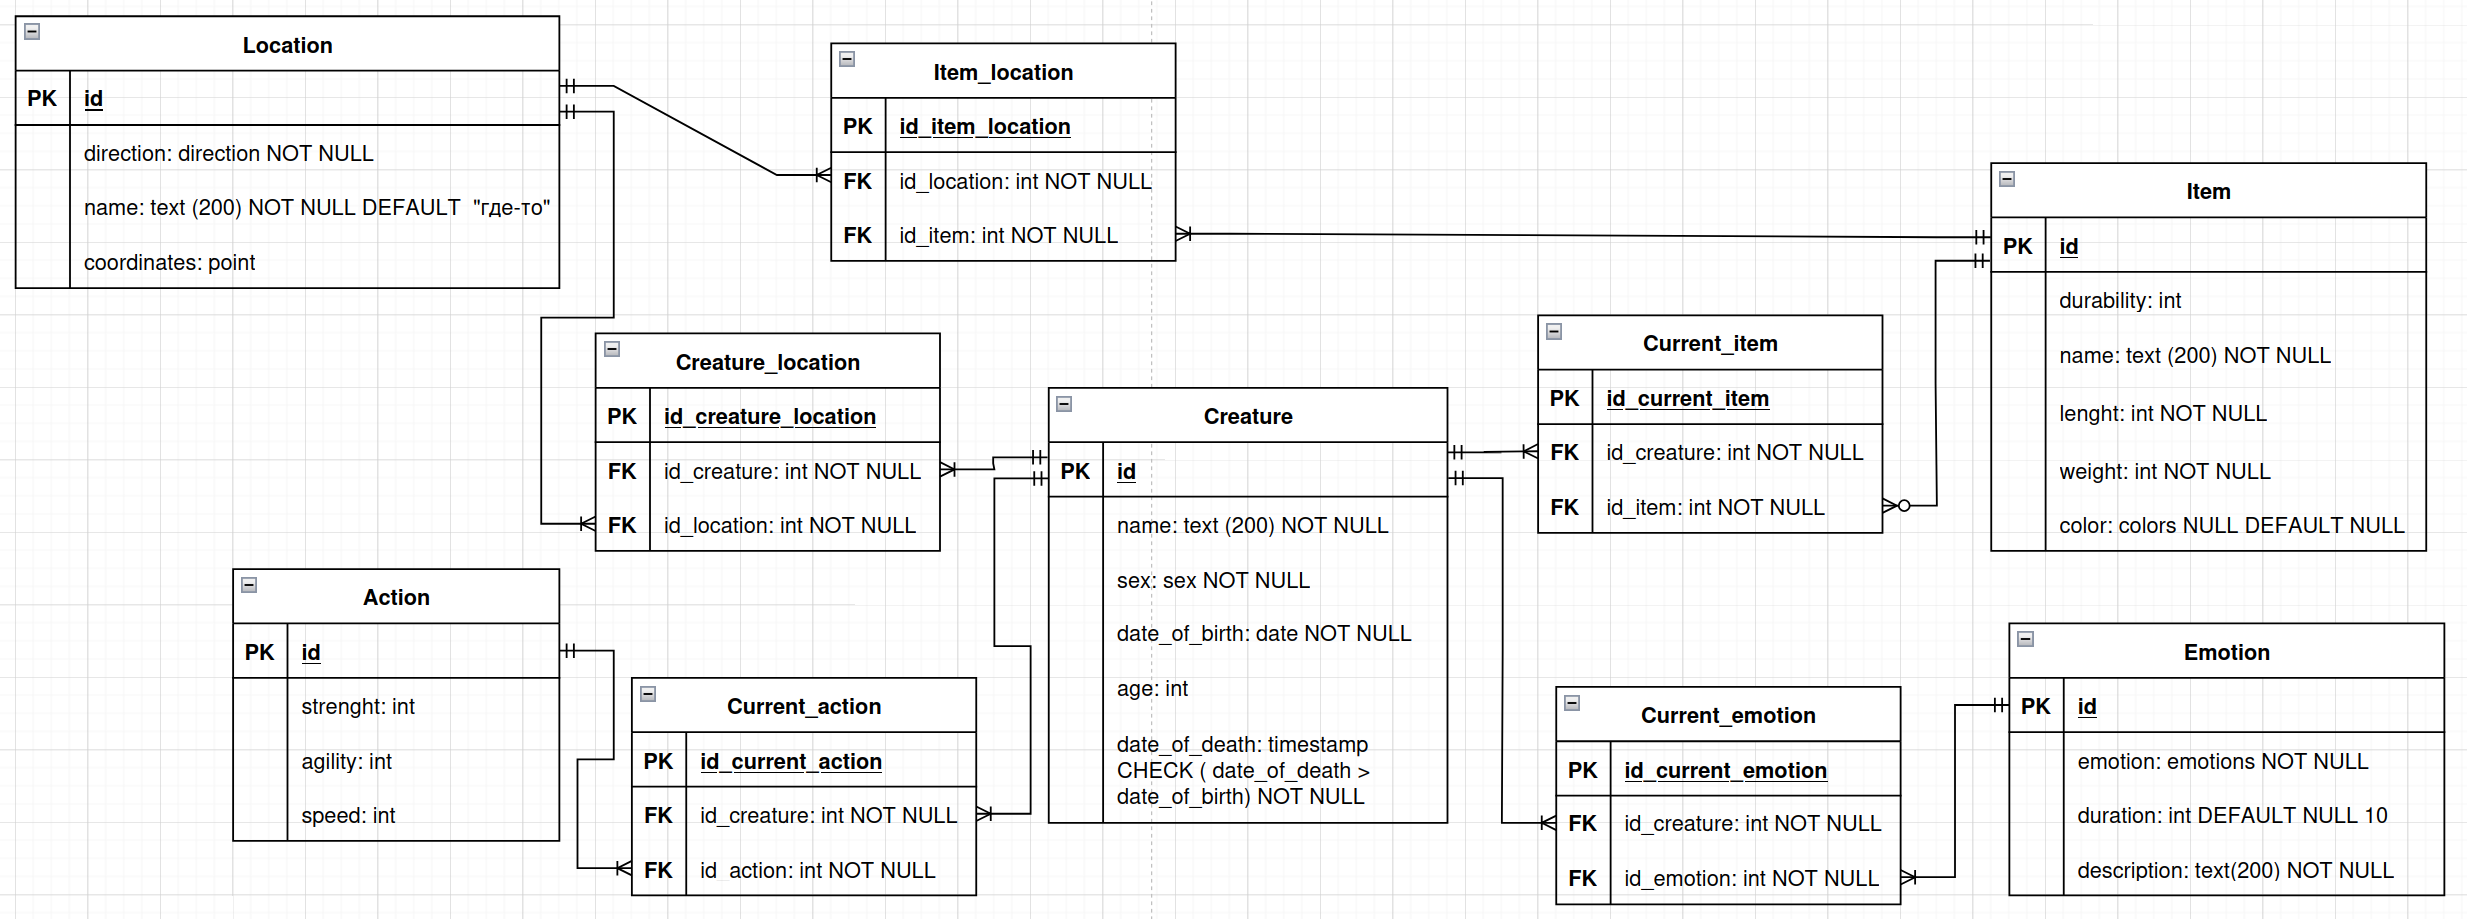 Location
PK id
direction: direction NOT NULL
name: text (200) NOT NULL DEFAULT "где-то"
coordinates: point
Item_location
PK id_item_location
FK id_location: int NOT NULL
FK id_item: int NOT NULL
Item
PK id
durability: int
name: text (200) NOT NULL
lenght: int NOT NULL
weight: int NOT NULL
color: colors NULL DEFAULT NULL
Creature_location
PK id_creature_location
FK id_creature: int NOT NULL
FK id_location: int NOT NULL
Creature
PK id
name: text (200) NOT NULL
sex: sex NOT NULL
date_of_birth: date NOT NULL
age: int
date_of_death: timestamp
CHECK ( date_of_death >
date_of_birth) NOT NULL
Current_item
PK id_current_item
FK id_creature: int NOT NULL
FK id_item: int NOT NULL
Action
PK id
strenght: int
agility: int
speed: int
Current_action
PK id_current_action
FK id_creature: int NOT NULL
FK id_action: int NOT NULL
Current_emotion
PK id_current_emotion
FK id_creature: int NOT NULL
FK id_emotion: int NOT NULL
Emotion
PK id
emotion: emotions NOT NULL
duration: int DEFAULT NULL 10
description: text(200) NOT NULL